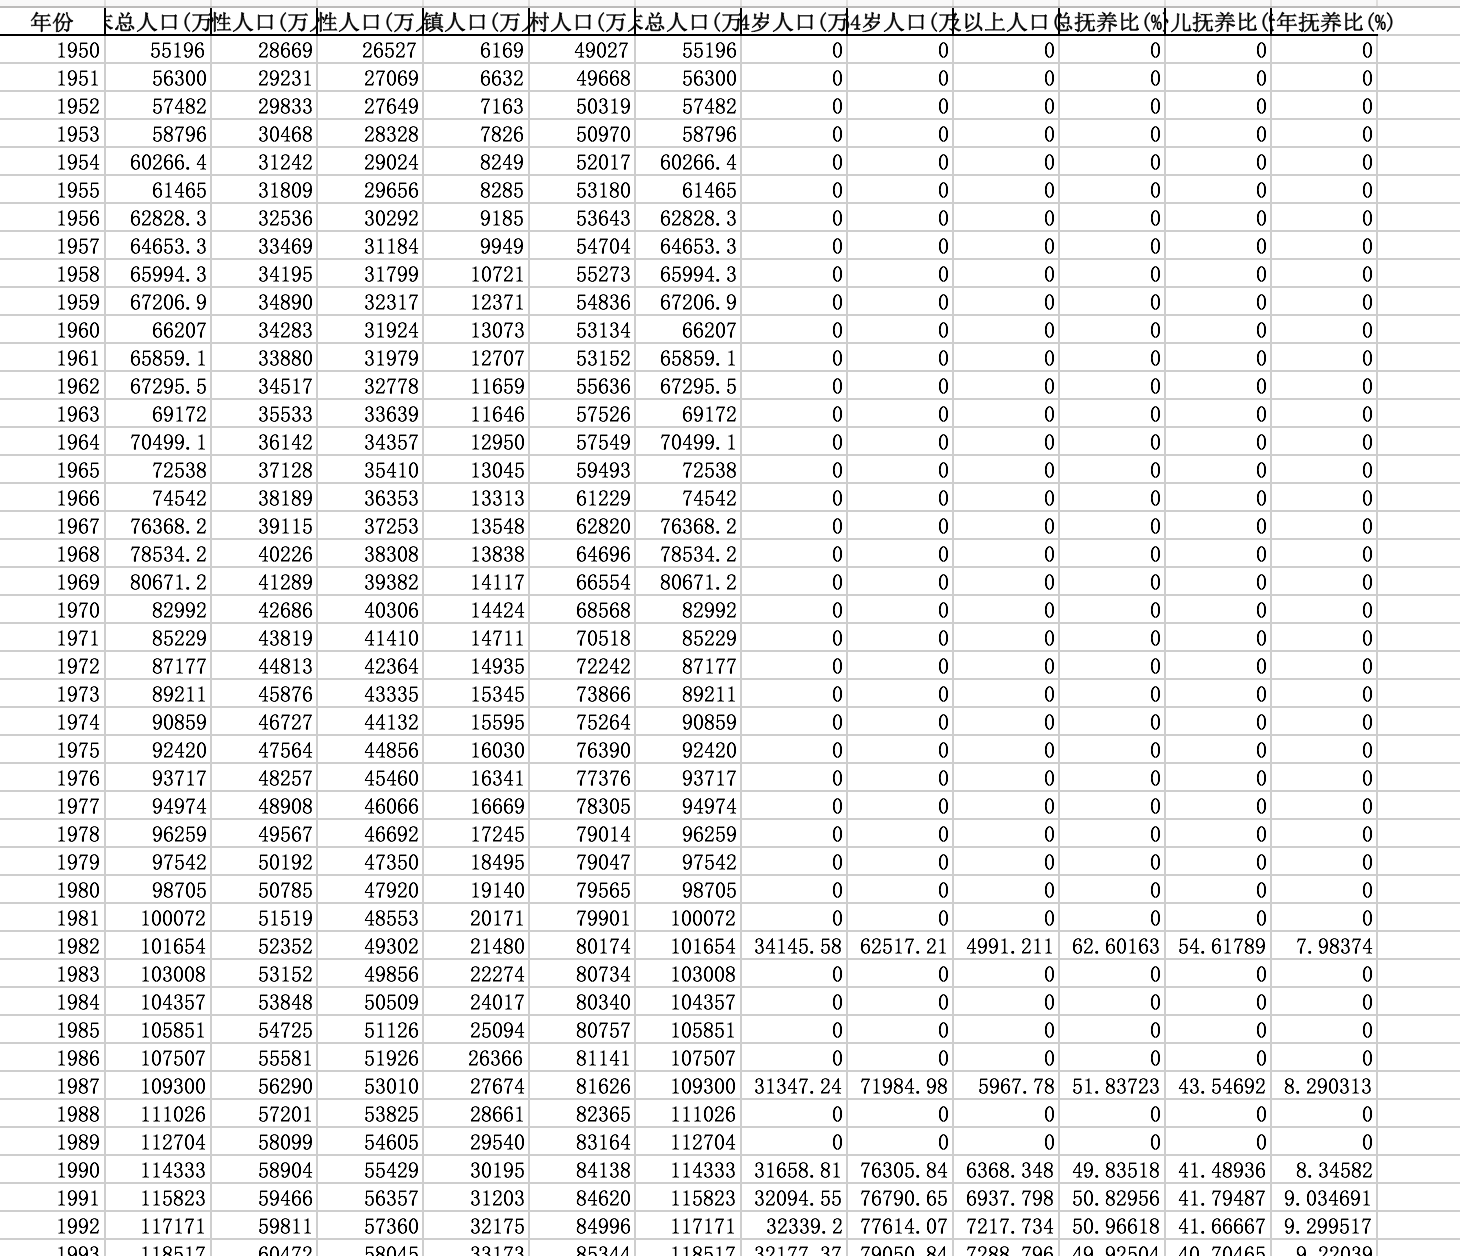 年份 总人口(万 性人口(万 性人口(万 镇人口(万 村人口(万 总人口(万 4岁人口(万 4岁人口(万 以上人口( 总抚养比(% 儿抚养比( 年抚养比(%)
1950 55196 28669 26527 6169 49027 55196 0 0 0 0 0 0
1951 56300 29231 27069 6632 49668 56300 0 0 0 0 0 0
1952 57482 29833 27649 7163 50319 57482 0 0 0 0 0 0
1953 58796 30468 28328 7826 50970 58796 0 0 0 0 0 0
1954 60266.4 31242 29024 8249 52017 60266.4 0 0 0 0 0 0
1955 61465 31809 29656 8285 53180 61465 0 0 0 0 0 0
1956 62828.3 32536 30292 9185 53643 62828.3 0 0 0 0 0 0
1957 64653.3 33469 31184 9949 54704 64653.3 0 0 0 0 0 0
1958 65994.3 34195 31799 10721 55273 65994.3 0 0 0 0 0 0
1959 67206.9 34890 32317 12371 54836 67206.9 0 0 0 0 0 0
1960 66207 34283 31924 13073 53134 66207 0 0 0 0 0 0
1961 65859.1 33880 31979 12707 53152 65859.1 0 0 0 0 0 0
1962 67295.5 34517 32778 11659 55636 67295.5 0 0 0 0 0 0
1963 69172 35533 33639 11646 57526 69172 0 0 0 0 0 0
1964 70499.1 36142 34357 12950 57549 70499.1 0 0 0 0 0 0
1965 72538 37128 35410 13045 59493 72538 0 0 0 0 0 0
1966 74542 38189 36353 13313 61229 74542 0 0 0 0 0 0
1967 76368.2 39115 37253 13548 62820 76368.2 0 0 0 0 0 0
1968 78534.2 40226 38308 13838 64696 78534.2 0 0 0 0 0 0
1969 80671.2 41289 39382 14117 66554 80671.2 0 0 0 0 0 0
1970 82992 42686 40306 14424 68568 82992 0 0 0 0 0 0
1971 85229 43819 41410 14711 70518 85229 0 0 0 0 0 0
1972 87177 44813 42364 14935 72242 87177 0 0 0 0 0 0
1973 89211 45876 43335 15345 73866 89211 0 0 0 0 0 0
1974 90859 46727 44132 15595 75264 90859 0 0 0 0 0 0
1975 92420 47564 44856 16030 76390 92420 0 0 0 0 0 0
1976 93717 48257 45460 16341 77376 93717 0 0 0 0 0 0
1977 94974 48908 46066 16669 78305 94974 0 0 0 0 0 0
1978 96259 49567 46692 17245 79014 96259 0 0 0 0 0 0
1979 97542 50192 47350 18495 79047 97542 0 0 0 0 0 0
1980 98705 50785 47920 19140 79565 98705 0 0 0 0 0 0
1981 100072 51519 48553 20171 79901 100072 0 0 0 0 0 0
1982 101654 52352 49302 21480 80174 101654 34145.58 62517.21 4991.211 62.60163 54.61789 7.98374
1983 103008 53152 49856 22274 80734 103008 0 0 0 0 0 0
1984 104357 53848 50509 24017 80340 104357 0 0 0 0 0 0
1985 105851 54725 51126 25094 80757 105851 0 0 0 0 0 0
1986 107507 55581 51926 26366 81141 107507 0 0 0 0 0 0
1987 109300 56290 53010 27674 81626 109300 31347.24 71984.98 5967.78 51.83723 43.54692 8.290313
1988 111026 57201 53825 28661 82365 111026 0 0 0 0 0 0
1989 112704 58099 54605 29540 83164 112704 0 0 0 0 0 0
1990 114333 58904 55429 30195 84138 114333 31658.81 76305.84 6368.348 49.83518 41.48936 8.34582
1991 115823 59466 56357 31203 84620 115823 32094.55 76790.65 6937.798 50.82956 41.79487 9.034691
1992 117171 59811 57360 32175 84996 117171 32339.2 77614.07 7217.734 50.96618 41.66667 9.299517
1993 118517 60472 58045 33173 85344 118517 32177.37 79050.84 7288.796 49.92504 40.70465 9.22039